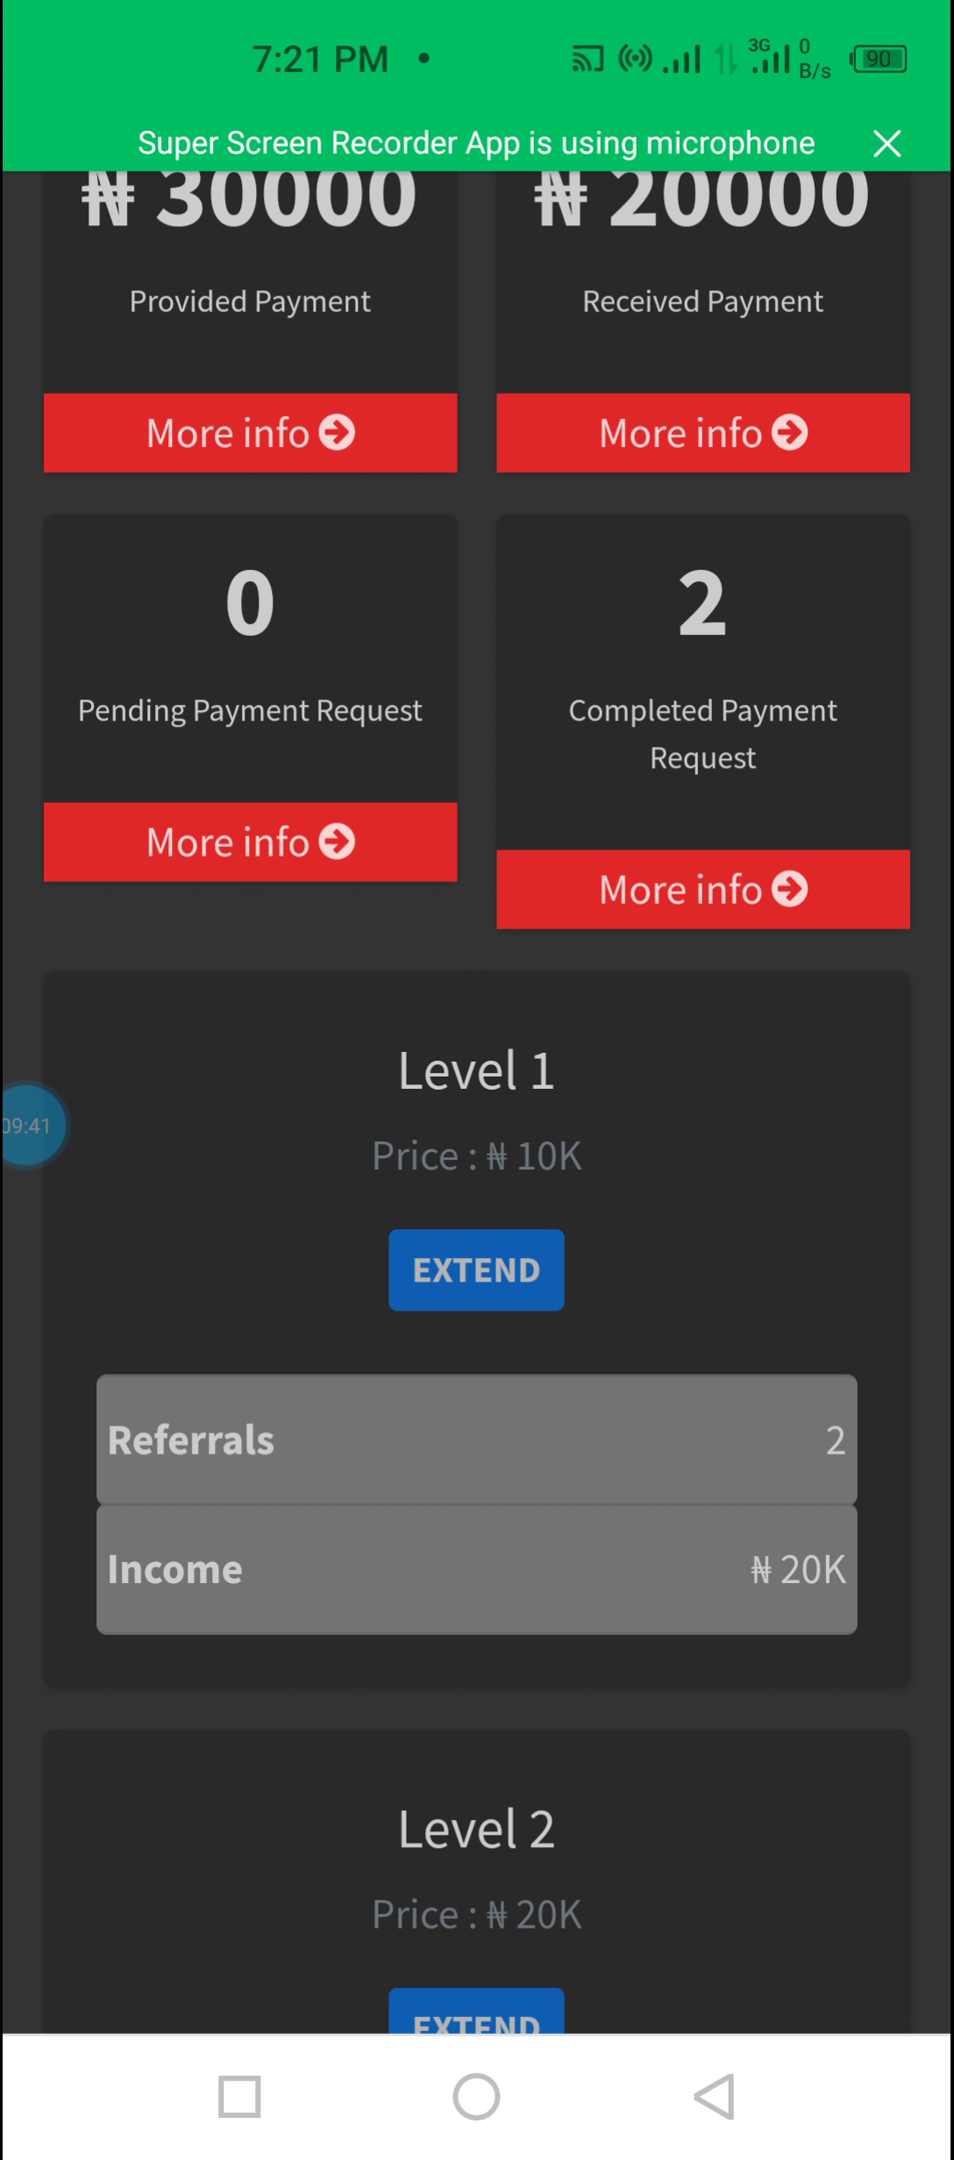 7:21 PM •
3G 0 B/s 90
Super Screen Recorder App is using microphone
₦ 30000
₦ 20000
Provided Payment
Received Payment
More info
More info
0
2
Pending Payment Request
Completed Payment
Request
More info
More info
Level 1
09:41
Price : ₦ 10K
EXTEND
Referrals 2
Income ₦ 20K
Level 2
Price : ₦ 20K
EXTEND